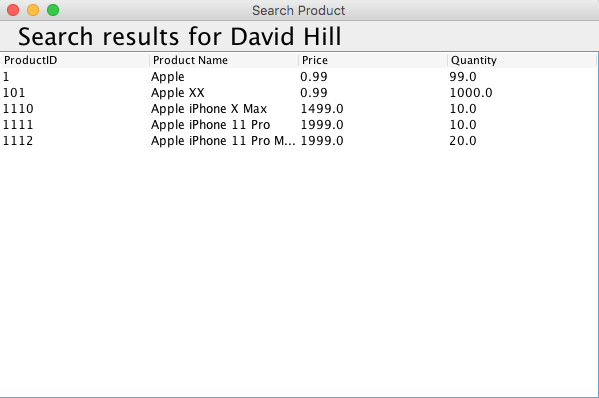 Search Product
Search results for David Hill
ProductID Product Name Price Quantity
1 Apple 0.99 99.0
101 Apple XX 0.99 1000.0
1110 Apple iPhone X Max 1499.0 10.0
1111 Apple iPhone 11 Pro 1999.0 10.0
1112 Apple iPhone 11 Pro M... 1999.0 20.0